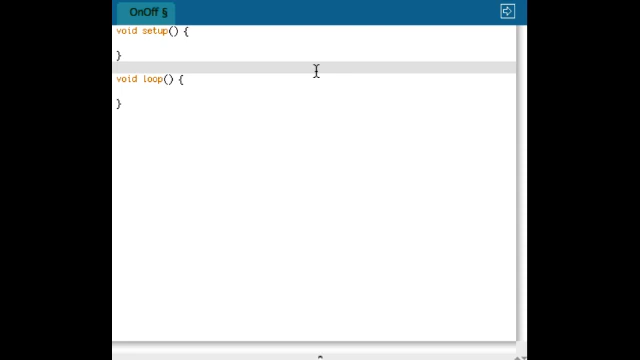 OnOff §
void setup() {
}
void loop() {
}